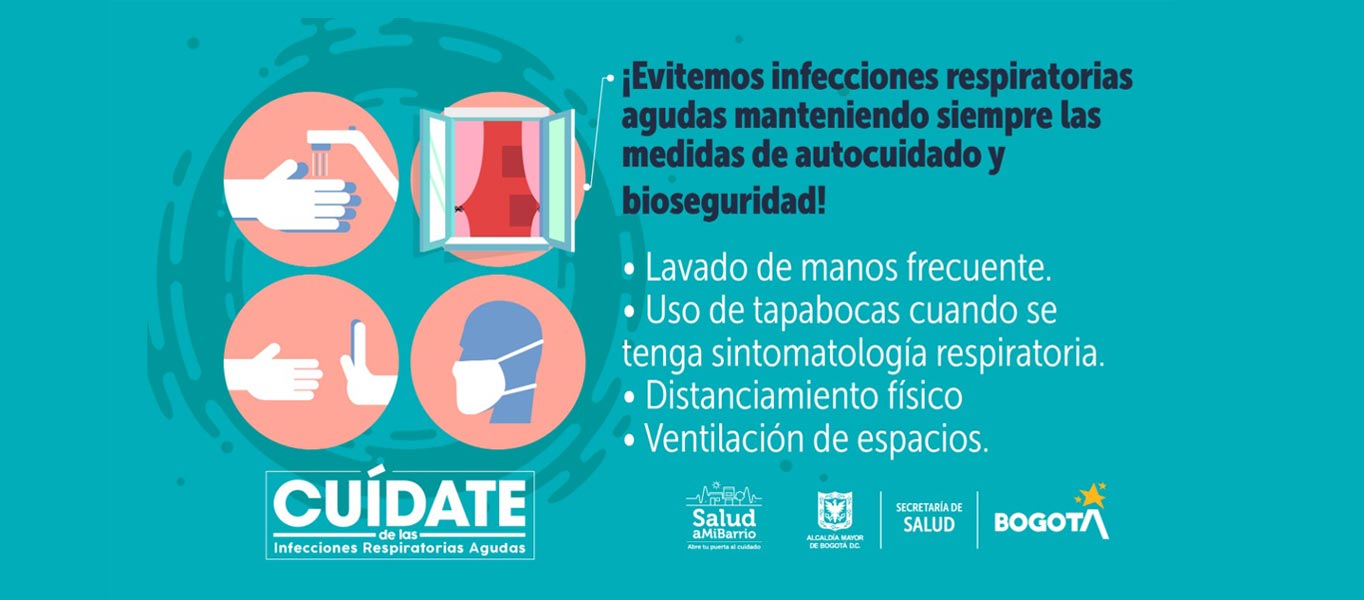 ¡Evitemos infecciones respiratorias
agudas manteniendo siempre las
medidas de autocuidado y
bioseguridad!
• Lavado de manos frecuente.
• Uso de tapabocas cuando se
tenga sintomatología respiratoria.
• Distanciamiento físico
• Ventilación de espacios.
CUÍDATE
de las
Infecciones Respiratorias Agudas
Salud
aMiBarrio
Abre tu puerta al cuidado
ALCALDÍA MAYOR
DE BOGOTÁ D.C.
SECRETARÍA DE
SALUD
BOGOTÁ